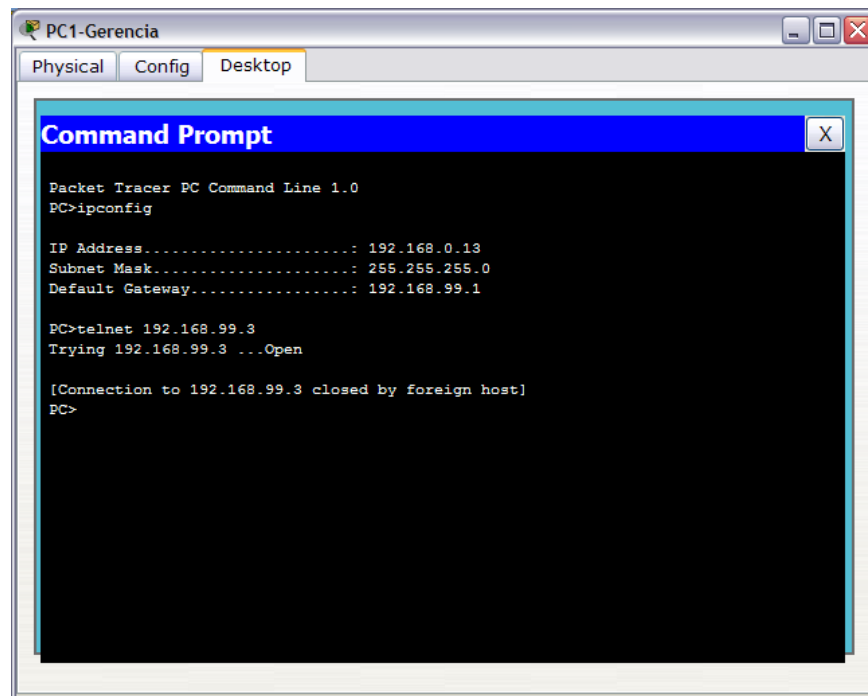 PC1-Gerencia
Physical Config Desktop
Command Prompt
X
Packet Tracer PC Command Line 1.0
PC>ipconfig
IP Address......................: 192.168.0.13
Subnet Mask.....................: 255.255.255.0
Default Gateway.................: 192.168.99.1
PC>telnet 192.168.99.3
Trying 192.168.99.3 ...Open
[Connection to 192.168.99.3 closed by foreign host]
PC>